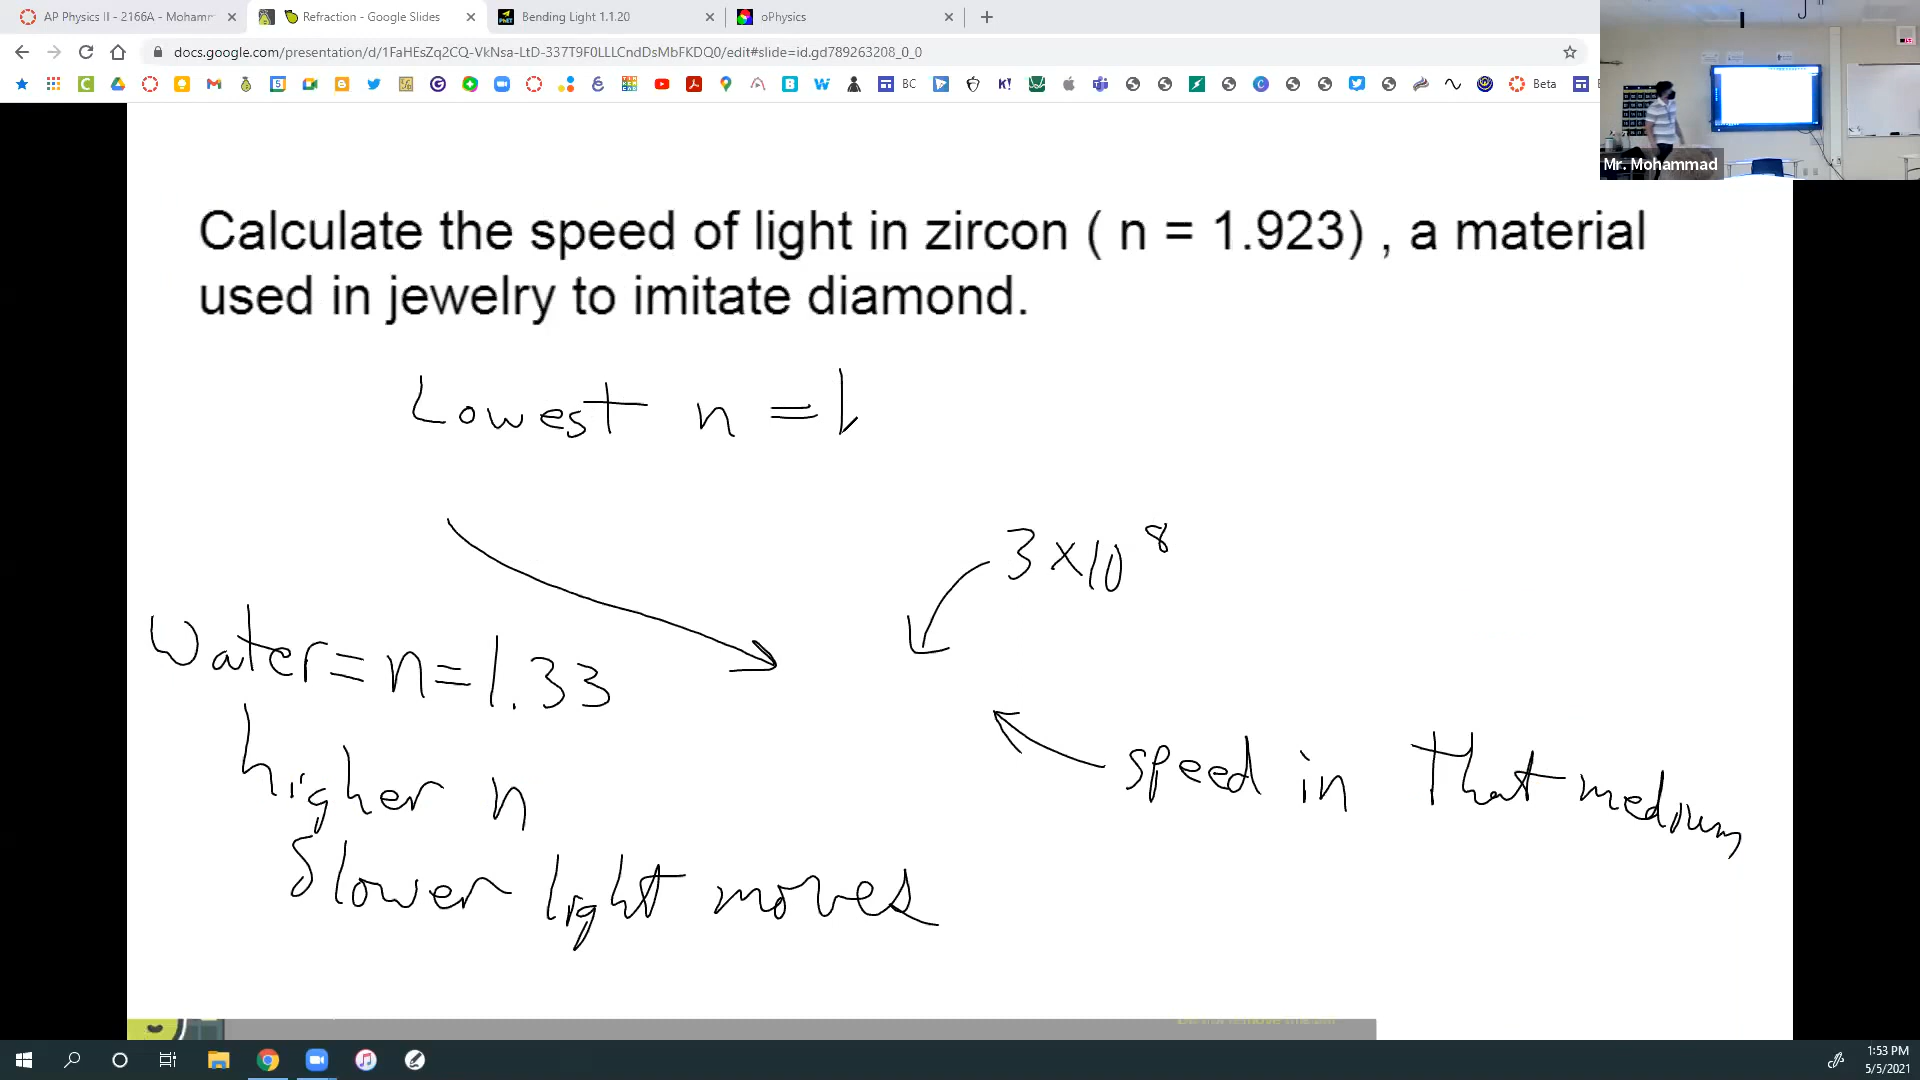 AP Physics II - 2166A - Mohamm
Refraction - Google Slides
Bending Light 1.1.20
oPhysics
docs.google.com/presentation/d/1FaHEsZq2CQ-VkNsa-LtD-337T9F0LLLCndDsMbFKDQ0/edit#slide=id.gd789263208_0_0
BC
Beta
Mr. Mohammad
Calculate the speed of light in zircon ( n = 1.923) , a material
used in jewelry to imitate diamond.
Lowest n = 1
3 x 10^8
Water = n = 1.33
speed in that medium
higher n
slower light moves
1:53 PM
5/5/2021